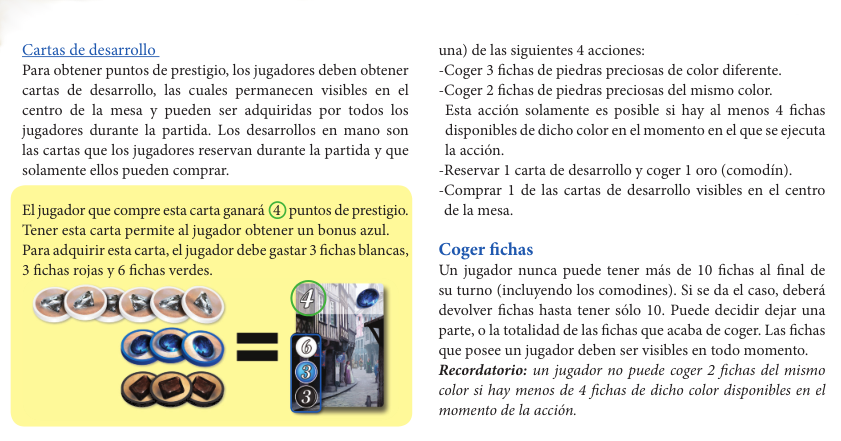 Cartas de desarrollo
Para obtener puntos de prestigio, los jugadores deben obtener
cartas de desarrollo, las cuales permanecen visibles en el
centro de la mesa y pueden ser adquiridas por todos los
jugadores durante la partida. Los desarrollos en mano son
las cartas que los jugadores reservan durante la partida y que
solamente ellos pueden comprar.
El jugador que compre esta carta ganará 4 puntos de prestigio.
Tener esta carta permite al jugador obtener un bonus azul.
Para adquirir esta carta, el jugador debe gastar 3 fichas blancas,
3 fichas rojas y 6 fichas verdes.
4
6
3
3
una) de las siguientes 4 acciones:
-Coger 3 fichas de piedras preciosas de color diferente.
-Coger 2 fichas de piedras preciosas del mismo color.
Esta acción solamente es posible si hay al menos 4 fichas
disponibles de dicho color en el momento en el que se ejecuta
la acción.
-Reservar 1 carta de desarrollo y coger 1 oro (comodín).
-Comprar 1 de las cartas de desarrollo visibles en el centro
de la mesa.
Coger fichas
Un jugador nunca puede tener más de 10 fichas al final de
su turno (incluyendo los comodines). Si se da el caso, deberá
devolver fichas hasta tener sólo 10. Puede decidir dejar una
parte, o la totalidad de las fichas que acaba de coger. Las fichas
que posee un jugador deben ser visibles en todo momento.
Recordatorio: un jugador no puede coger 2 fichas del mismo
color si hay menos de 4 fichas de dicho color disponibles en el
momento de la acción.